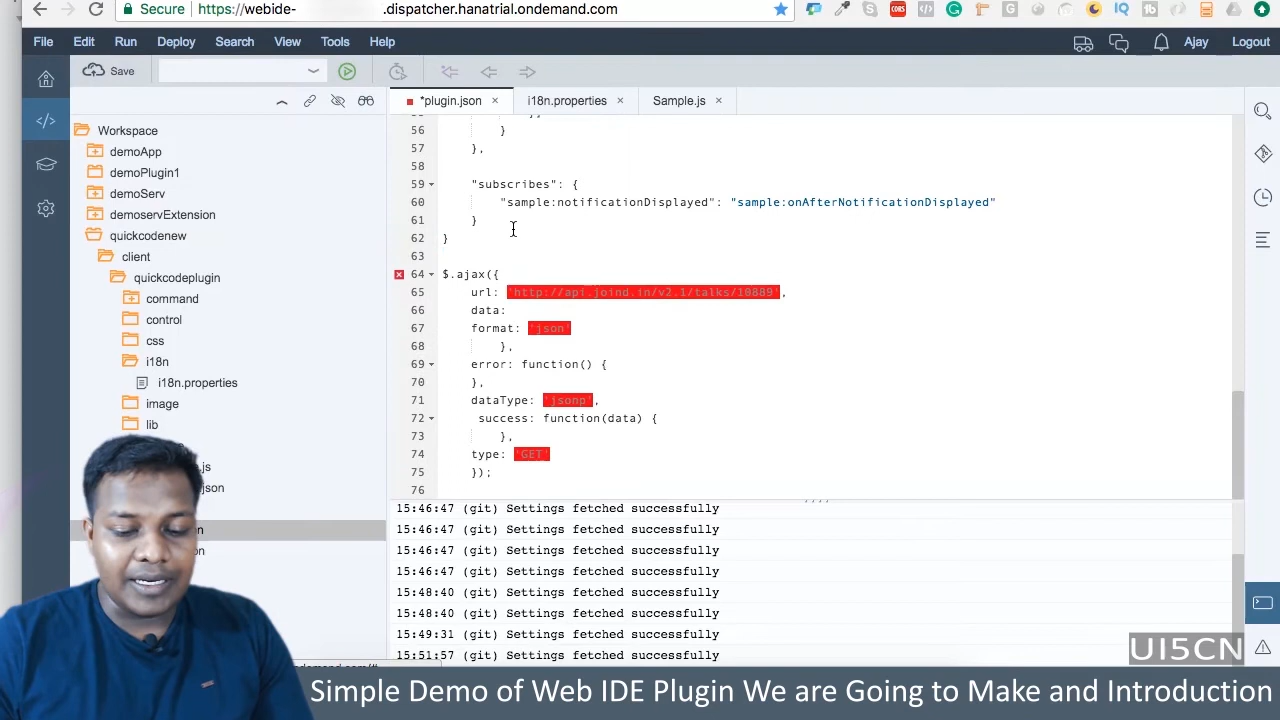 Secure
https://webide-
.dispatcher.hanatrial.ondemand.com
File Edit Run Deploy Search View Tools Help
Ajay Logout
Save
*plugin.json × i18n.properties × Sample.js ×
Workspace
demoApp
demoPlugin1
demoServ
demoservExtension
quickcodenew
client
quickcodeplugin
command
control
css
i18n
i18n.properties
image
lib
.js
json
56 }
57 },
58
59 "subscribes": {
60 "sample:notificationDisplayed": "sample:onAfterNotificationDisplayed"
61 }
62 }
63
64 $.ajax({
65 url: 'http://api.joind.in/v2.1/talks/10889',
66 data:
67 format: 'json'
68 },
69 error: function() {
70 },
71 dataType: 'jsonp',
72 success: function(data) {
73 },
74 type: 'GET'
75 });
76
15:46:47 (git) Settings fetched successfully
15:46:47 (git) Settings fetched successfully
15:46:47 (git) Settings fetched successfully
15:46:47 (git) Settings fetched successfully
15:48:40 (git) Settings fetched successfully
15:48:40 (git) Settings fetched successfully
15:49:31 (git) Settings fetched successfully
15:51:57 (git) Settings fetched successfully
UI5CN
Simple Demo of Web IDE Plugin We are Going to Make and Introduction